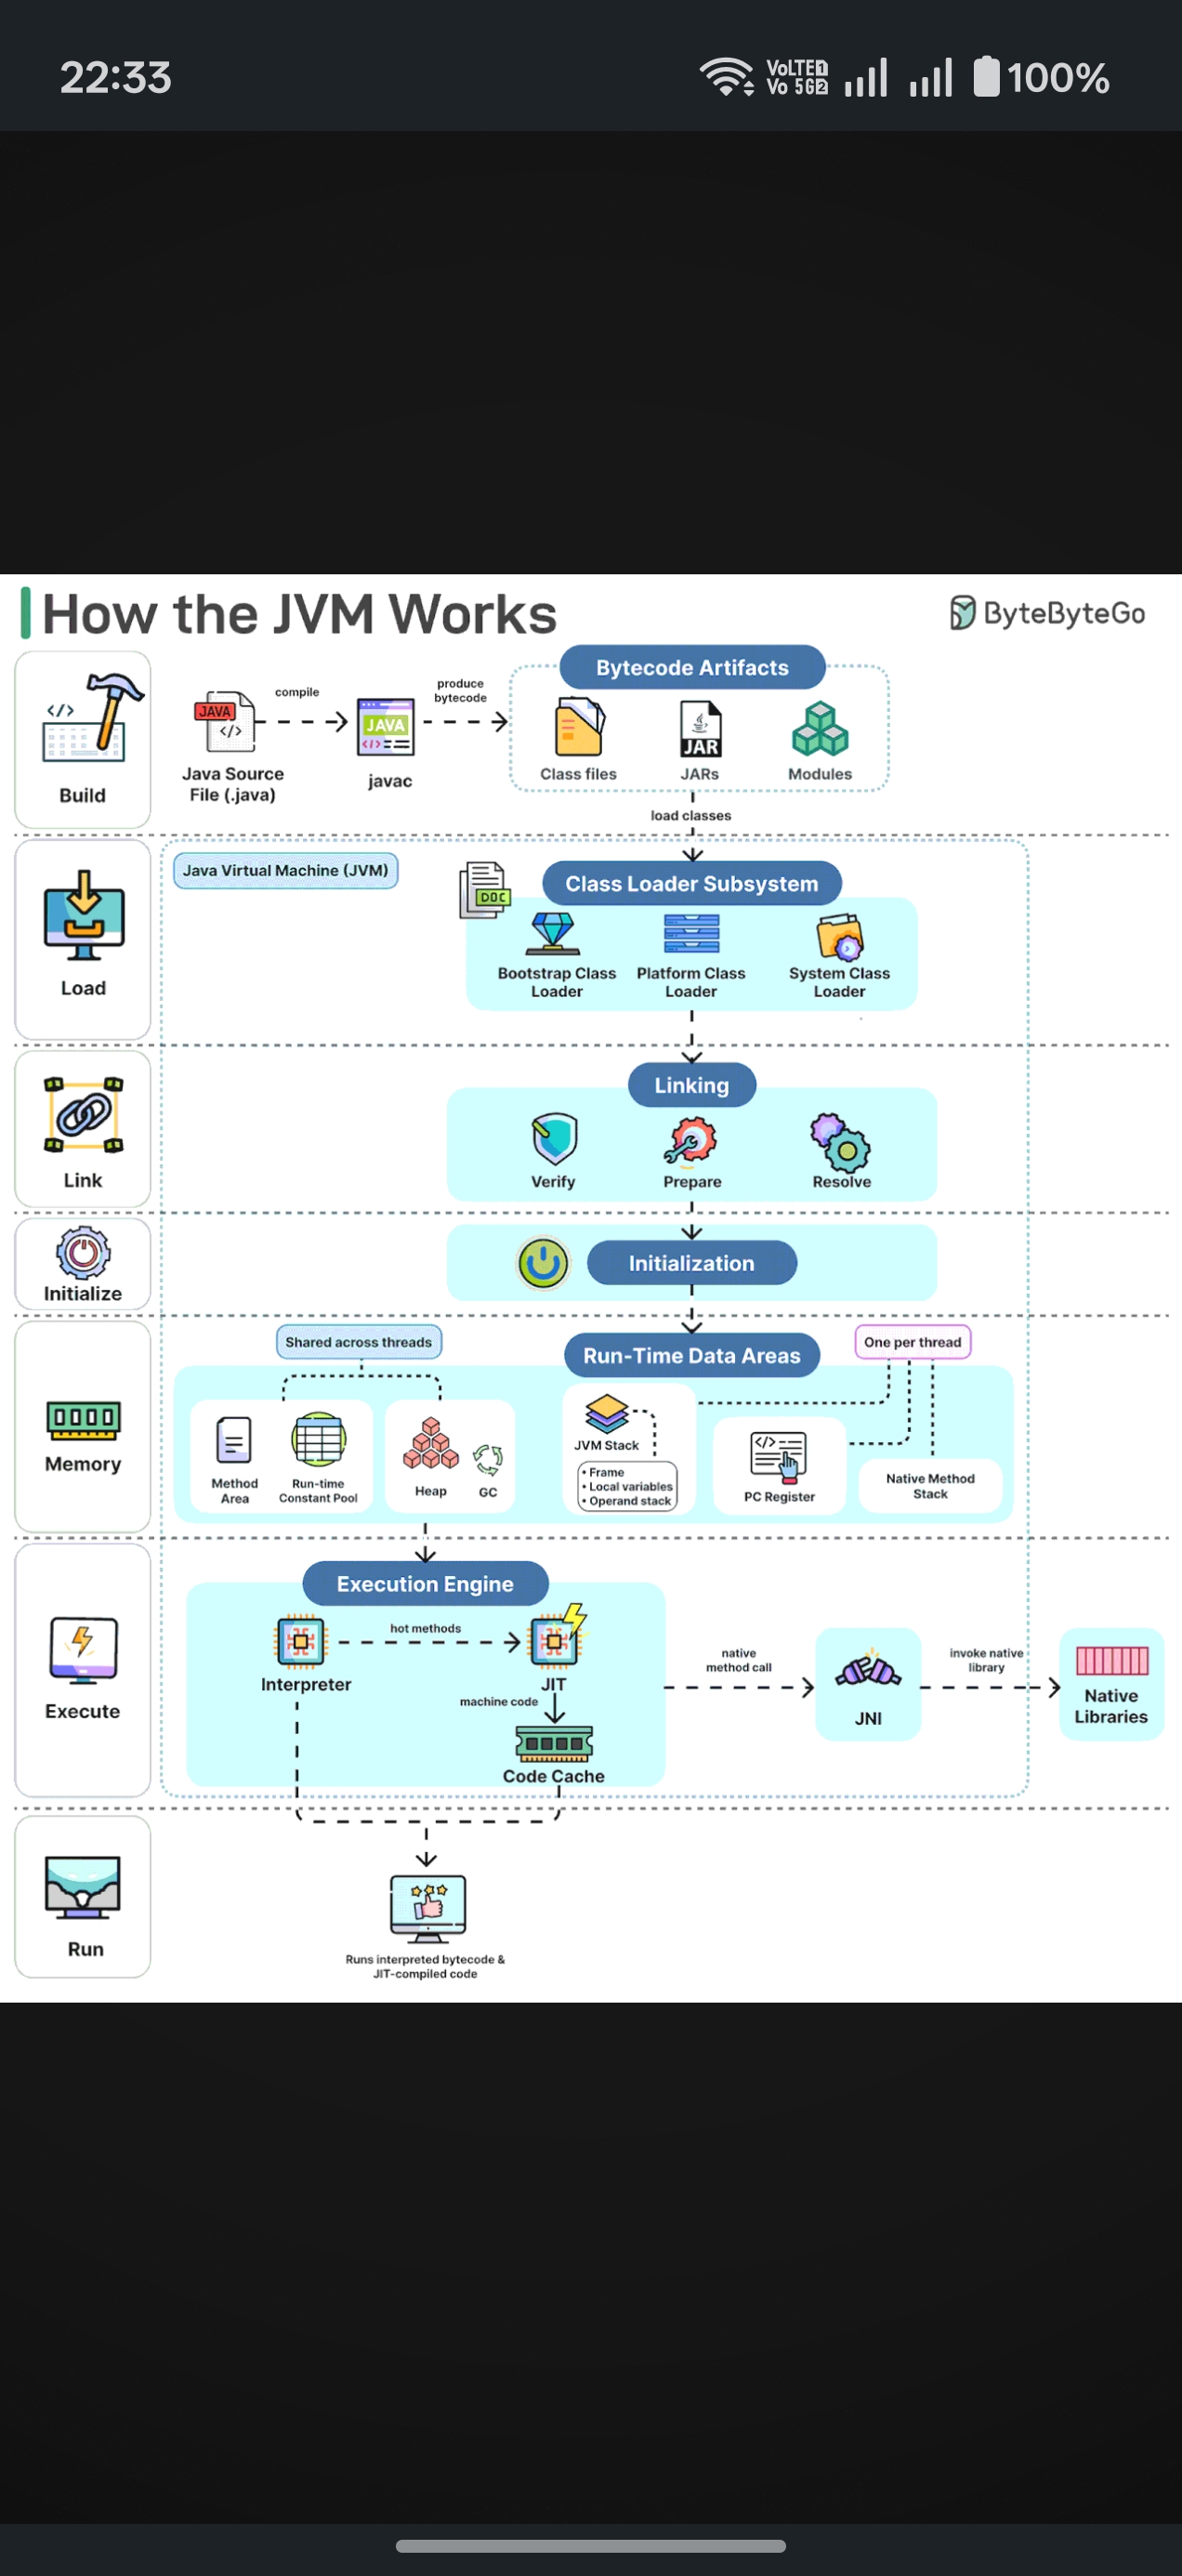 22:33
VoLTE1
Vo 5G2
100%
How the JVM Works
ByteByteGo
Bytecode Artifacts
compile
produce
bytecode
JAVA
</>
JAVA
</>
JAR
</>
Java Source
File (.java)
javac
Class files
JARs
Modules
Build
load classes
Java Virtual Machine (JVM)
DOC
Class Loader Subsystem
Bootstrap Class
Loader
Platform Class
Loader
System Class
Loader
Load
Linking
Verify
Prepare
Resolve
Link
Initialization
Initialize
Shared across threads
Run-Time Data Areas
One per thread
Method
Area
Run-time
Constant Pool
Heap
GC
JVM Stack
• Frame
• Local variables
• Operand stack
</>
PC Register
Native Method
Stack
Memory
Execution Engine
hot methods
Interpreter
JIT
machine code
Code Cache
native
method call
JNI
invoke native
library
Native
Libraries
Execute
Runs interpreted bytecode &
JIT-compiled code
Run